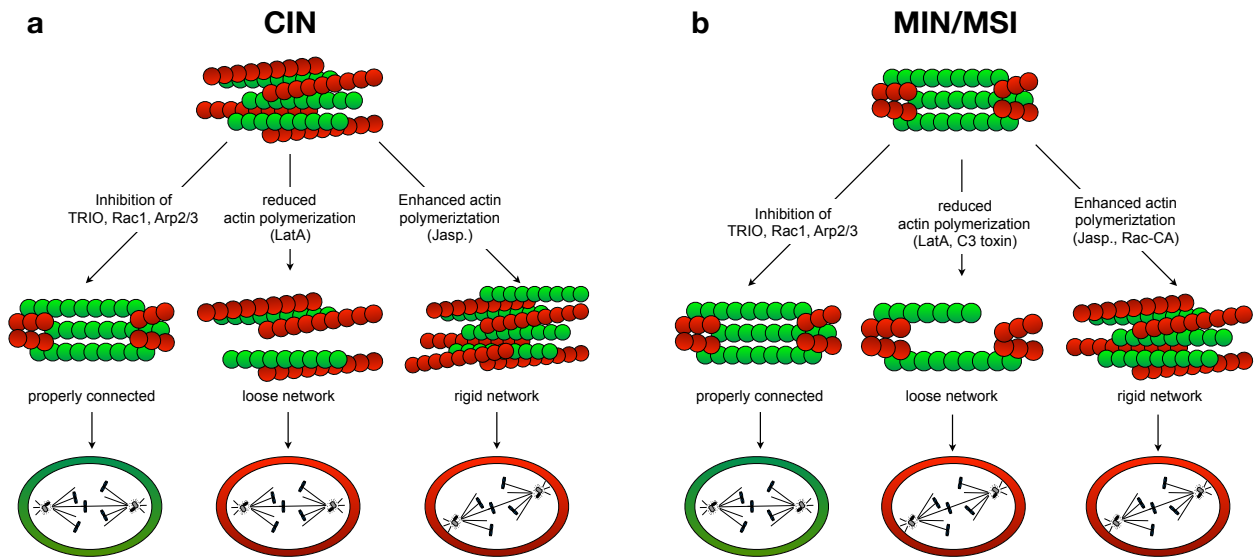 a
CIN
Inhibition of
TRIO, Rac1, Arp2/3
reduced
actin polymerization
(LatA)
Enhanced actin
polymeriztation
(Jasp.)
properly connected
loose network
rigid network
b
MIN/MSI
Inhibition of
TRIO, Rac1, Arp2/3
reduced
actin polymerization
(LatA, C3 toxin)
Enhanced actin
polymeriztation
(Jasp., Rac-CA)
properly connected
loose network
rigid network